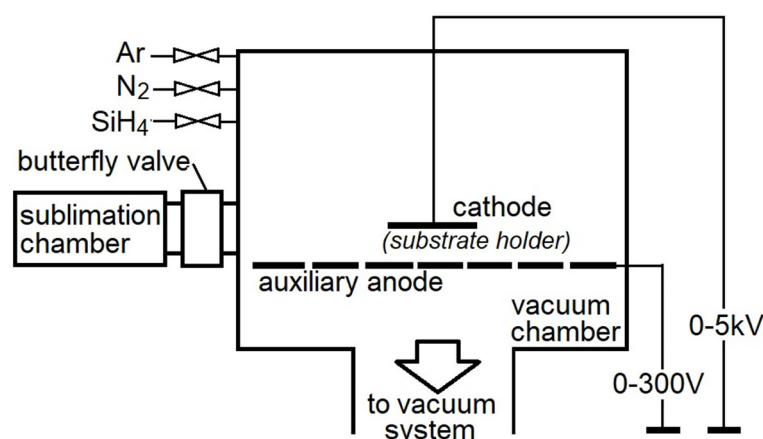 Ar
N2
SiH4
butterfly valve
sublimation
chamber
cathode
(substrate holder)
auxiliary anode
vacuum
chamber
0-5kV
0-300V
to vacuum
system